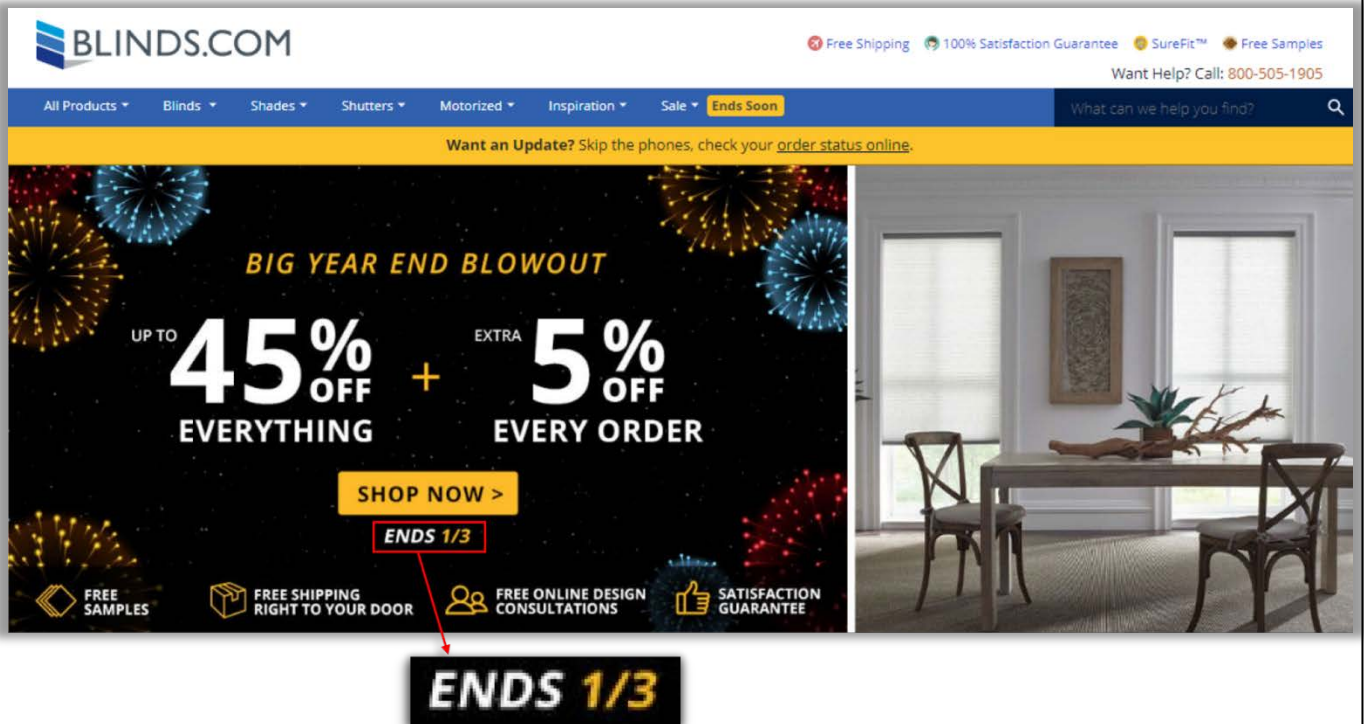 BLINDS.COM
Free Shipping 100% Satisfaction Guarantee SureFit™ Free Samples
Want Help? Call: 800-505-1905
All Products Blinds Shades Shutters Motorized Inspiration Sale Ends Soon What can we help you find?
Want an Update? Skip the phones, check your order status online.
BIG YEAR END BLOWOUT
UP TO 45% OFF EVERYTHING
+
EXTRA 5% OFF EVERY ORDER
SHOP NOW >
ENDS 1/3
FREE SAMPLES
FREE SHIPPING
RIGHT TO YOUR DOOR
FREE ONLINE DESIGN
CONSULTATIONS
SATISFACTION
GUARANTEE
ENDS 1/3